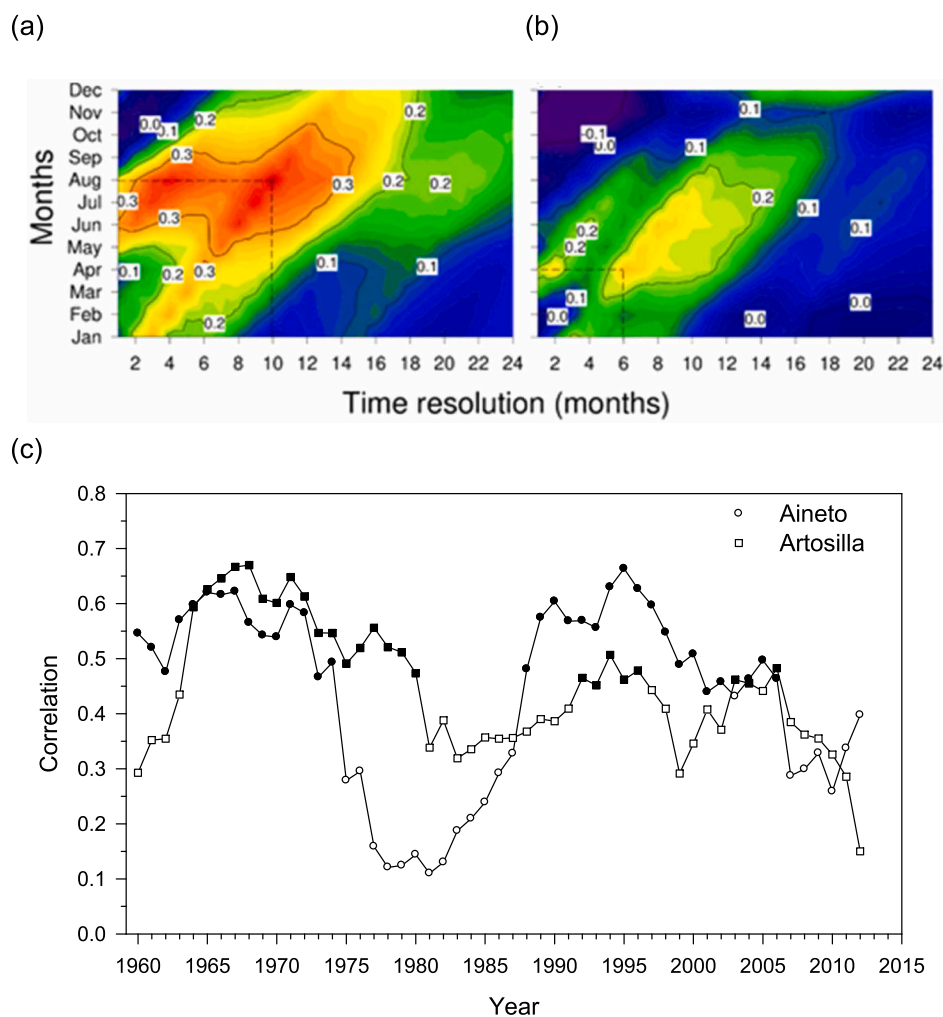 (a)
(b)
Months
Dec
Nov
Oct
Sep
Aug
Jul
Jun
May
Apr
Mar
Feb
Jan
0.0
0.1
0.2
0.2
0.3
0.3
0.3
0.2
0.2
0.3
0.1
0.2
0.3
0.1
0.1
0.2
2 4 6 8 10 12 14 16 18 20 22 24
0.1
-0.1
0.0
0.1
0.2
0.1
0.2
0.2
0.1
0.1
0.0
0.0
0.0
2 4 6 8 10 12 14 16 18 20 22 24
Time resolution (months)
(c)
Correlation
0.8
0.7
0.6
0.5
0.4
0.3
0.2
0.1
0.0
Aineto
Artosilla
1960 1965 1970 1975 1980 1985 1990 1995 2000 2005 2010 2015
Year